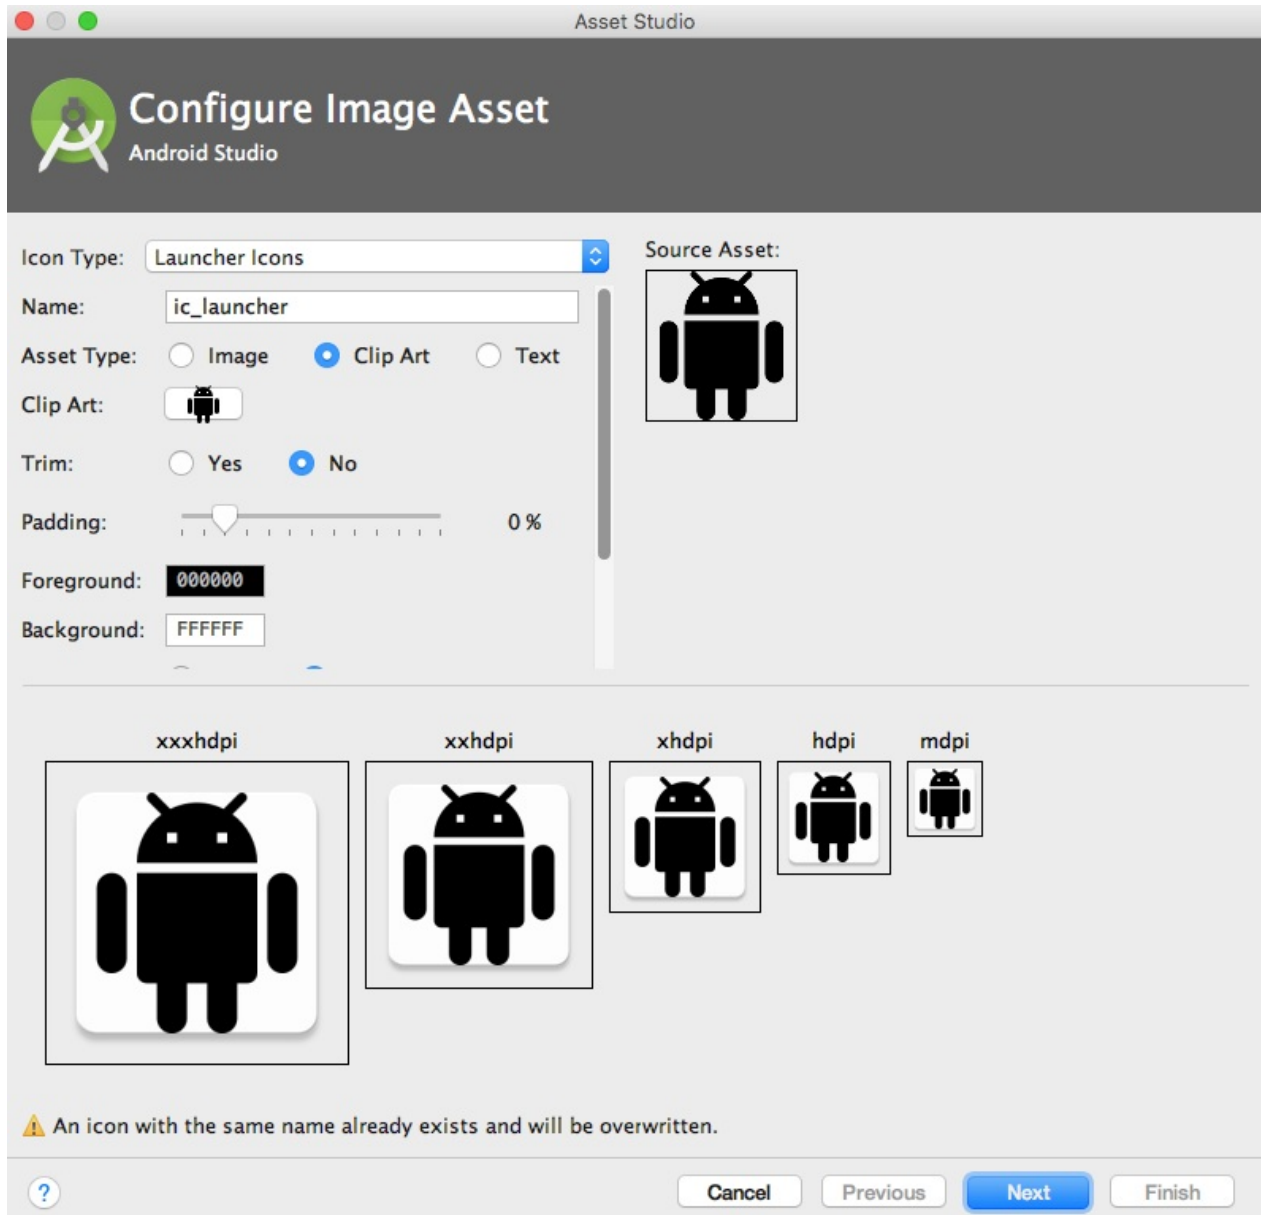 Asset Studio
Configure Image Asset
Android Studio
Icon Type: Launcher Icons
Source Asset:
Name: ic_launcher
Asset Type: Image Clip Art Text
Clip Art:
Trim: Yes No
Padding: 0 %
Foreground: 000000
Background: FFFFFF
xxxhdpi xxhdpi xhdpi hdpi mdpi
An icon with the same name already exists and will be overwritten.
? Cancel Previous Next Finish